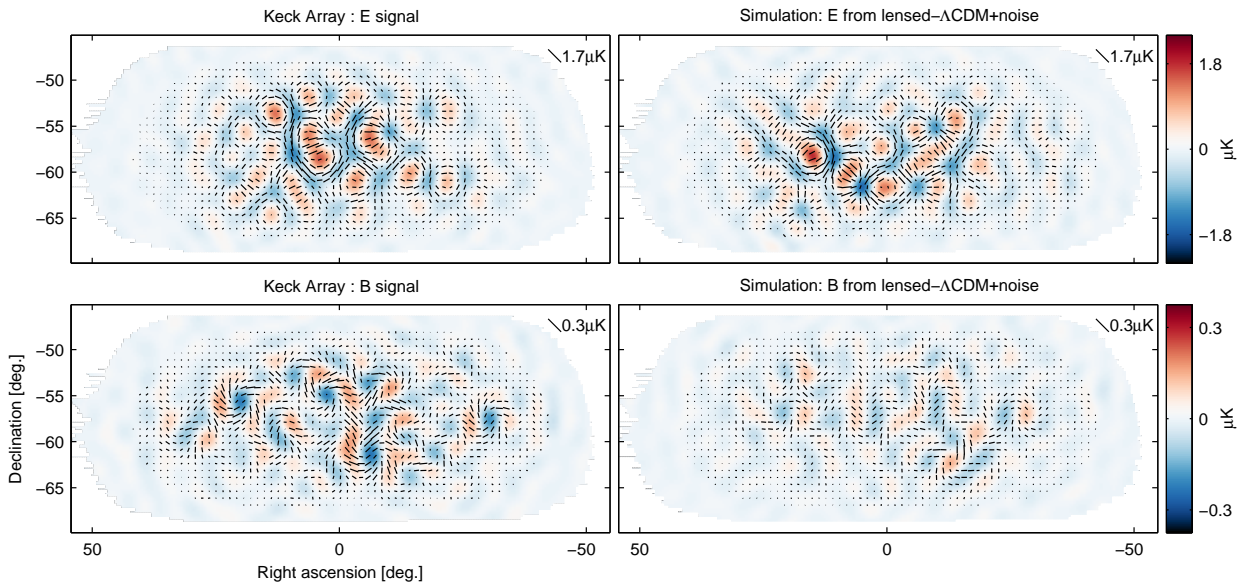 Keck Array : E signal
Simulation: E from lensed−ΛCDM+noise
1.7μK
1.7μK
−50
−55
−60
−65
1.8
0
−1.8
μK
Keck Array : B signal
Simulation: B from lensed−ΛCDM+noise
0.3μK
0.3μK
Declination [deg.]
−50
−55
−60
−65
0.3
0
−0.3
μK
50
0
−50
50
0
−50
Right ascension [deg.]